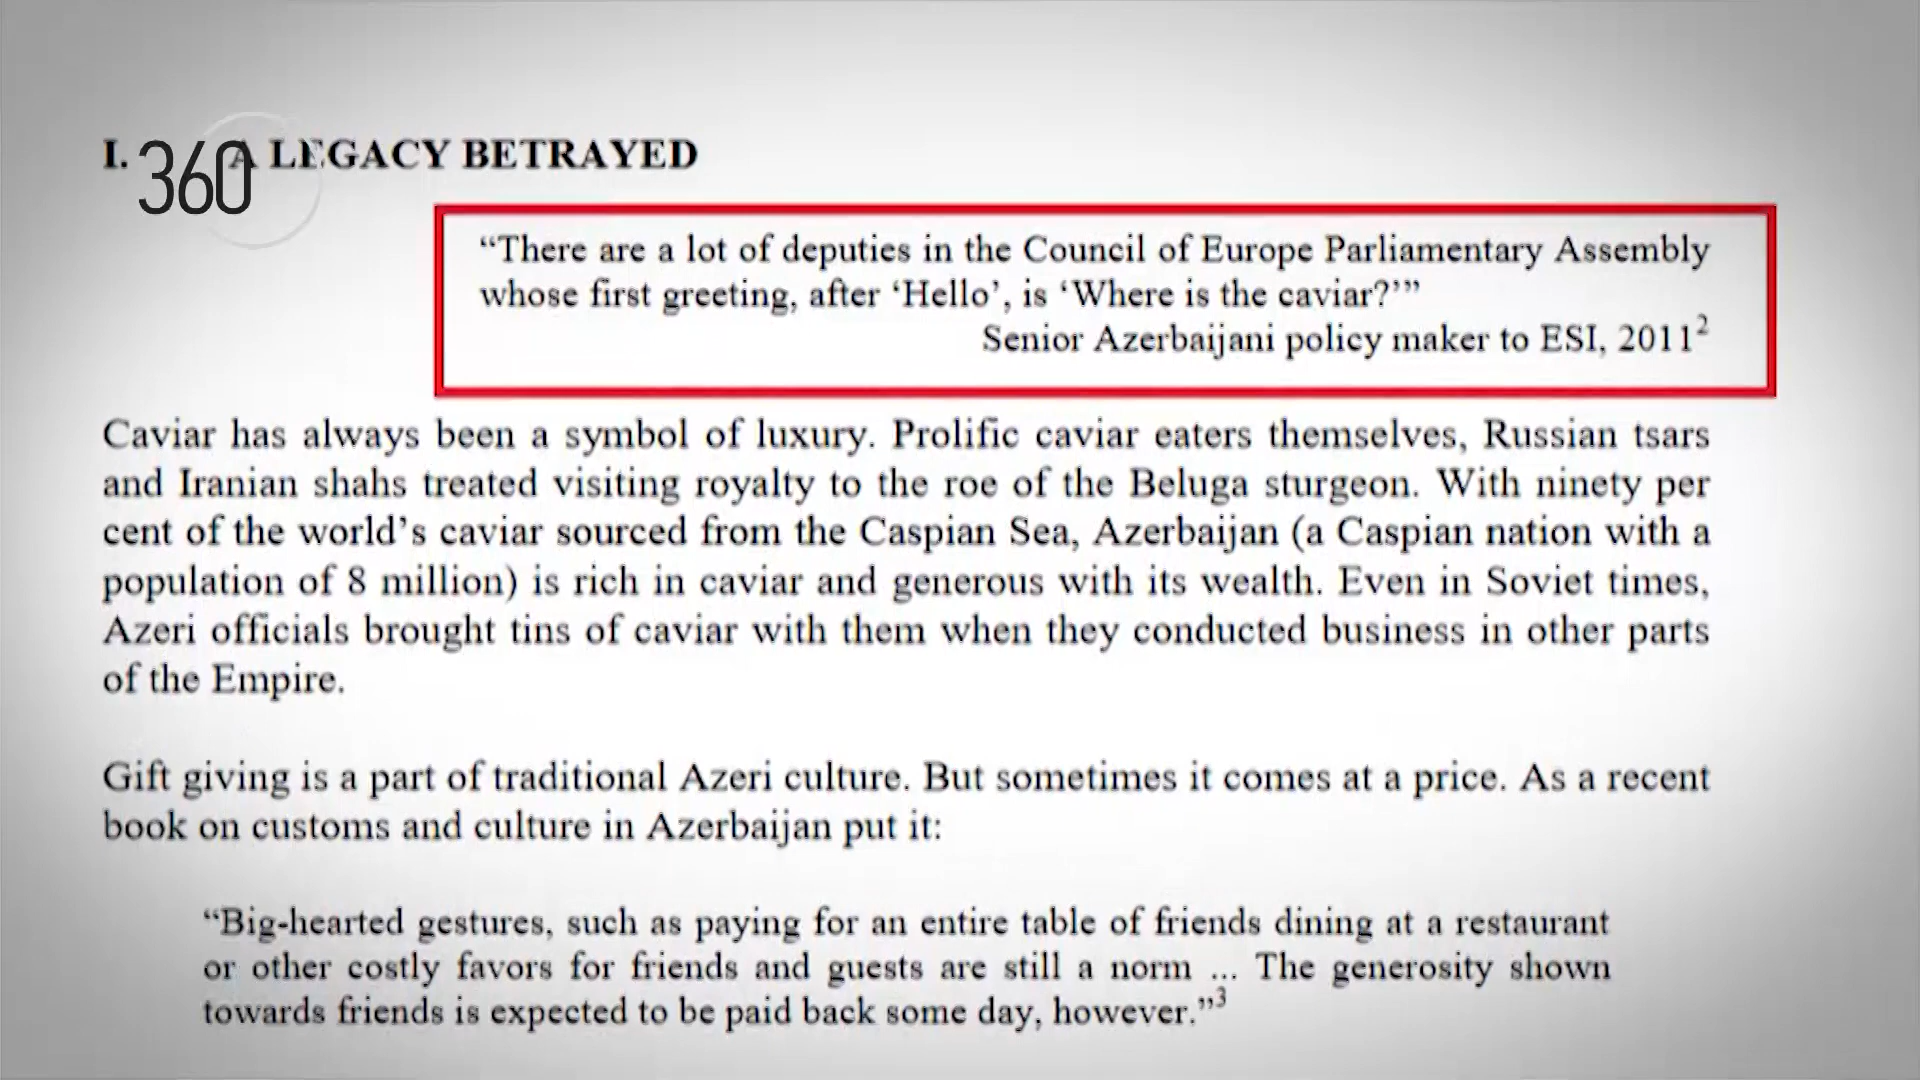 I. A LEGACY BETRAYED
360
“There are a lot of deputies in the Council of Europe Parliamentary Assembly
whose first greeting, after ‘Hello’, is ‘Where is the caviar?’”
Senior Azerbaijani policy maker to ESI, 2011²
Caviar has always been a symbol of luxury. Prolific caviar eaters themselves, Russian tsars
and Iranian shahs treated visiting royalty to the roe of the Beluga sturgeon. With ninety per
cent of the world’s caviar sourced from the Caspian Sea, Azerbaijan (a Caspian nation with a
population of 8 million) is rich in caviar and generous with its wealth. Even in Soviet times,
Azeri officials brought tins of caviar with them when they conducted business in other parts
of the Empire.
Gift giving is a part of traditional Azeri culture. But sometimes it comes at a price. As a recent
book on customs and culture in Azerbaijan put it:
“Big-hearted gestures, such as paying for an entire table of friends dining at a restaurant
or other costly favors for friends and guests are still a norm ... The generosity shown
towards friends is expected to be paid back some day, however.”³